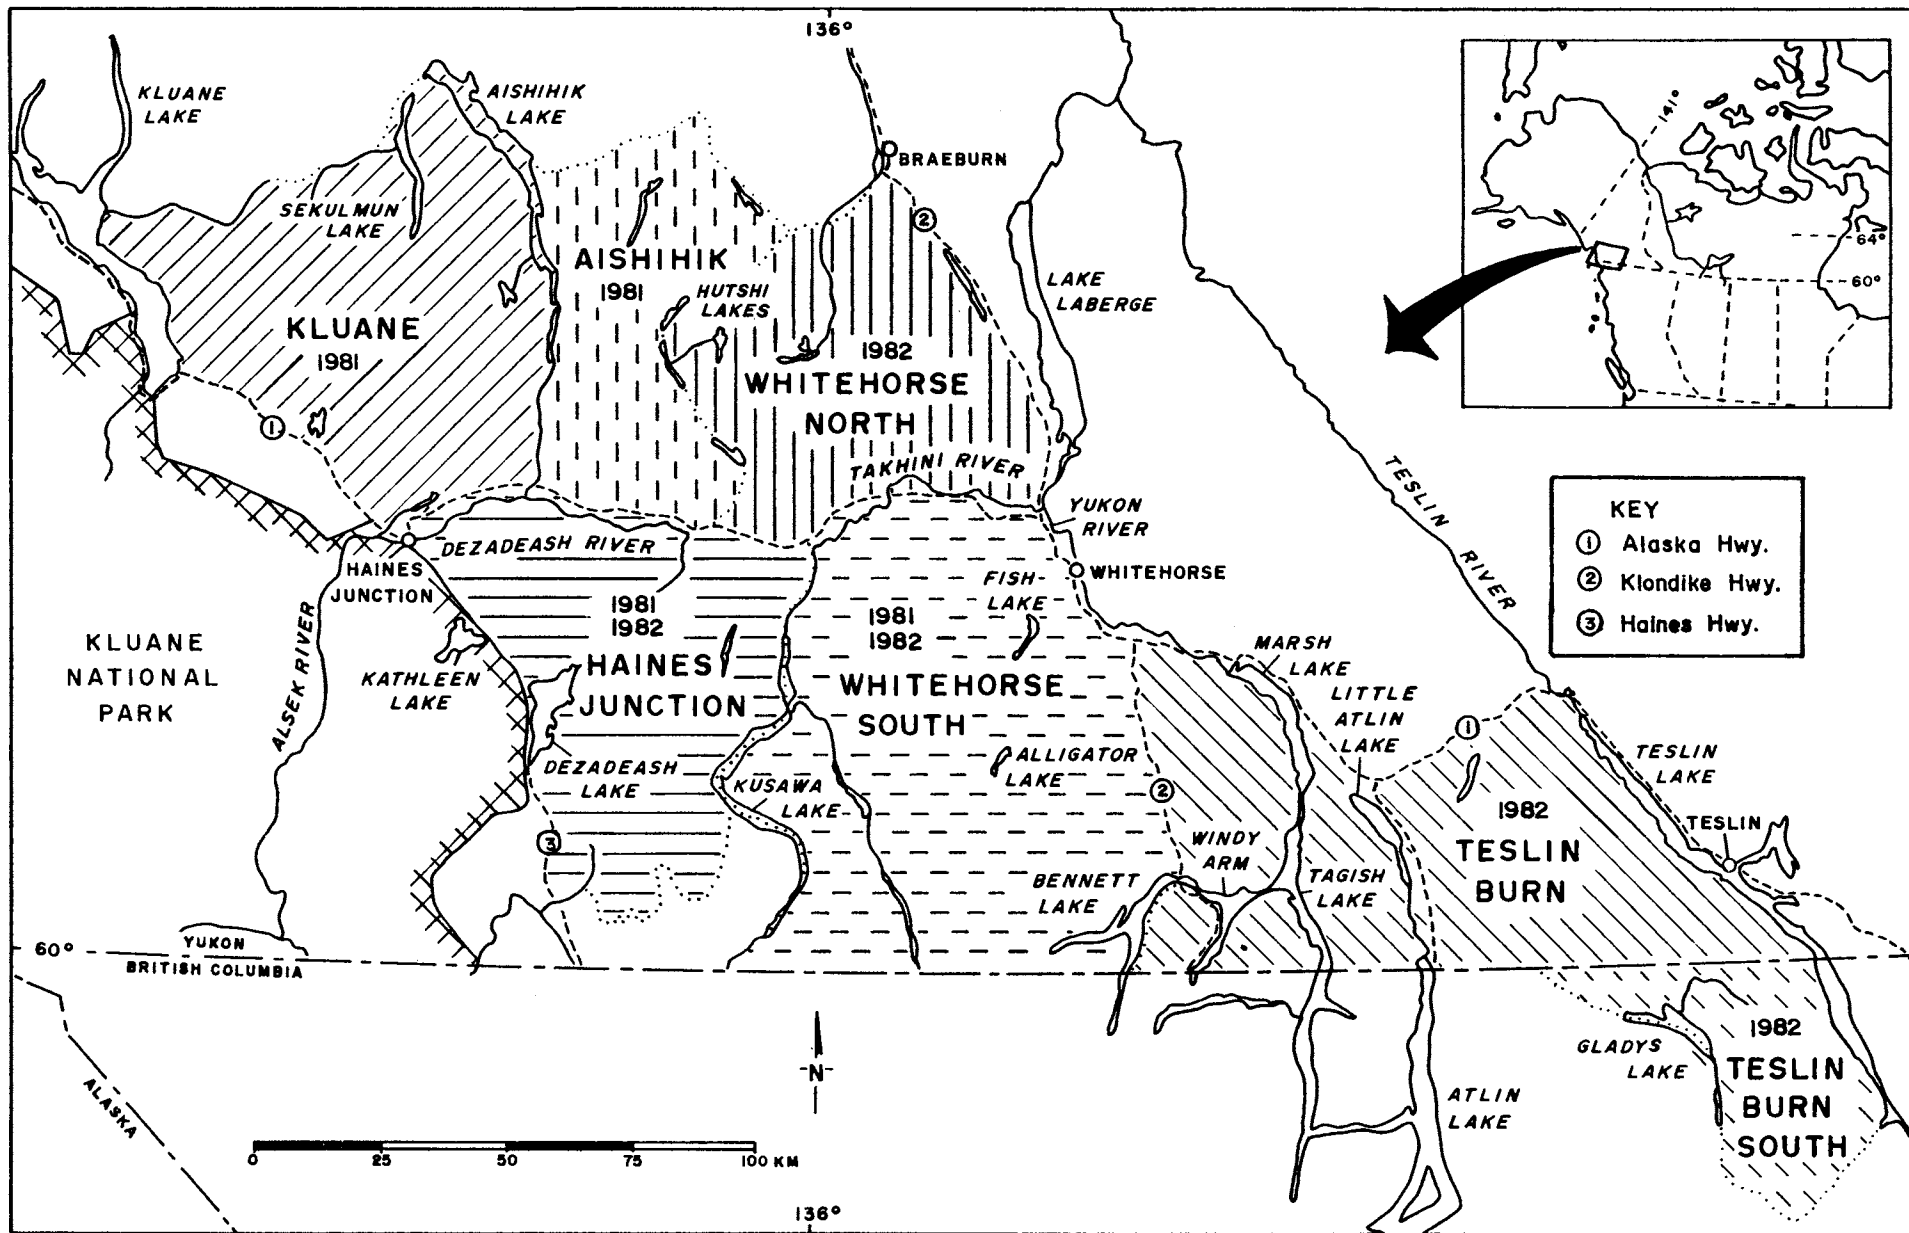 136°
KLUANE
LAKE
AISHIHIK
LAKE
BRAEBURN
141°
SEKULMUN
LAKE
2
64°
60°
AISHIHIK
1981
HUTSHI
LAKES
LAKE
LABERGE
KLUANE
1981
1982
WHITEHORSE
NORTH
1
TAKHINI RIVER
TESLIN RIVER
YUKON
RIVER
KEY
1 Alaska Hwy.
2 Klondike Hwy.
3 Haines Hwy.
DEZADEASH RIVER
HAINES
JUNCTION
WHITEHORSE
FISH
LAKE
1981
1982
HAINES
JUNCTION
1981
1982
WHITEHORSE
SOUTH
KLUANE
NATIONAL
PARK
ALSEK RIVER
KATHLEEN
LAKE
MARSH
LAKE
LITTLE
ATLIN
LAKE
1
TESLIN
LAKE
DEZADEASH
LAKE
KUSAWA
LAKE
ALLIGATOR
LAKE
2
3
1982
TESLIN
BURN
TESLIN
WINDY
ARM
BENNETT
LAKE
TAGISH
LAKE
60°
YUKON
BRITISH COLUMBIA
ALASKA
N
GLADYS
LAKE
1982
TESLIN
BURN
SOUTH
ATLIN
LAKE
0 25 50 75 100 KM
136°